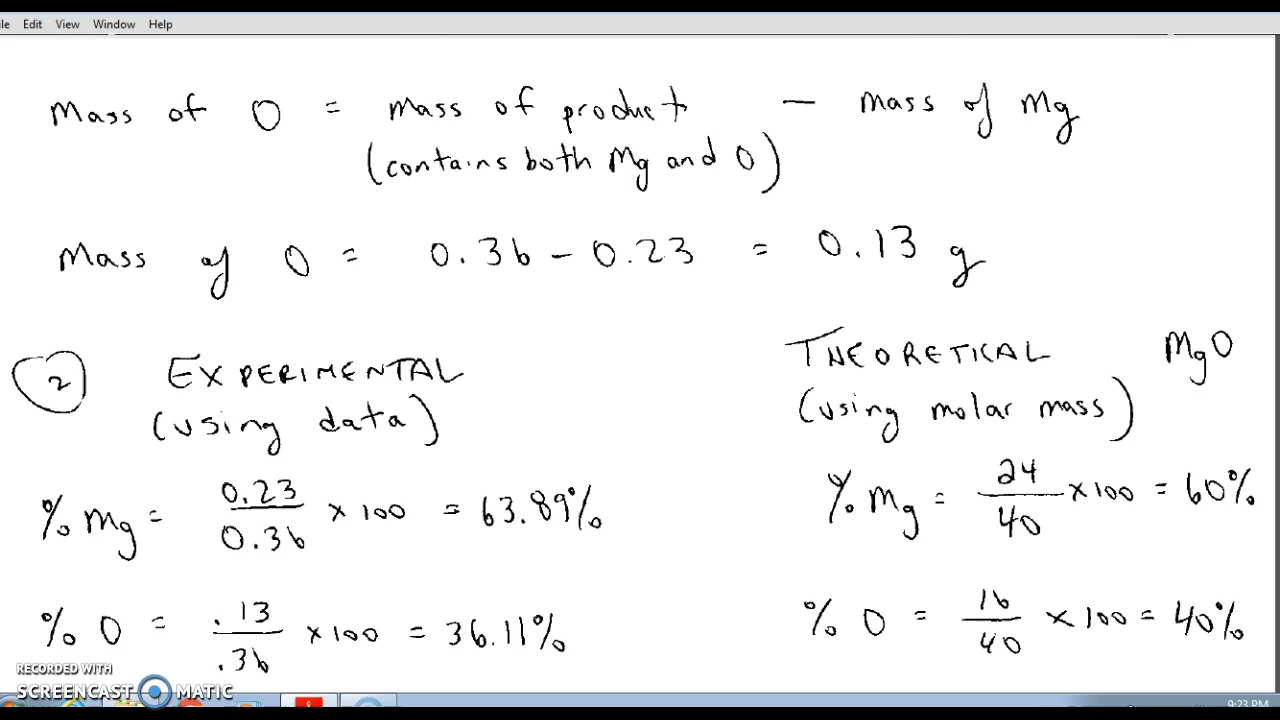 le Edit View Window Help
Mass of O = Mass of product − Mass of Mg
(contains both Mg and O)
Mass of O = 0.36 − 0.23 = 0.13 g
2 EXPERIMENTAL THEORETICAL MgO
(using data) (using molar mass)
% Mg = 0.23/0.36 x 100 = 63.89% % Mg = 24/40 x 100 = 60%
% O = .13/.36 x 100 = 36.11% % O = 16/40 x 100 = 40%
RECORDED WITH
SCREENCAST MATIC
9:23 PM